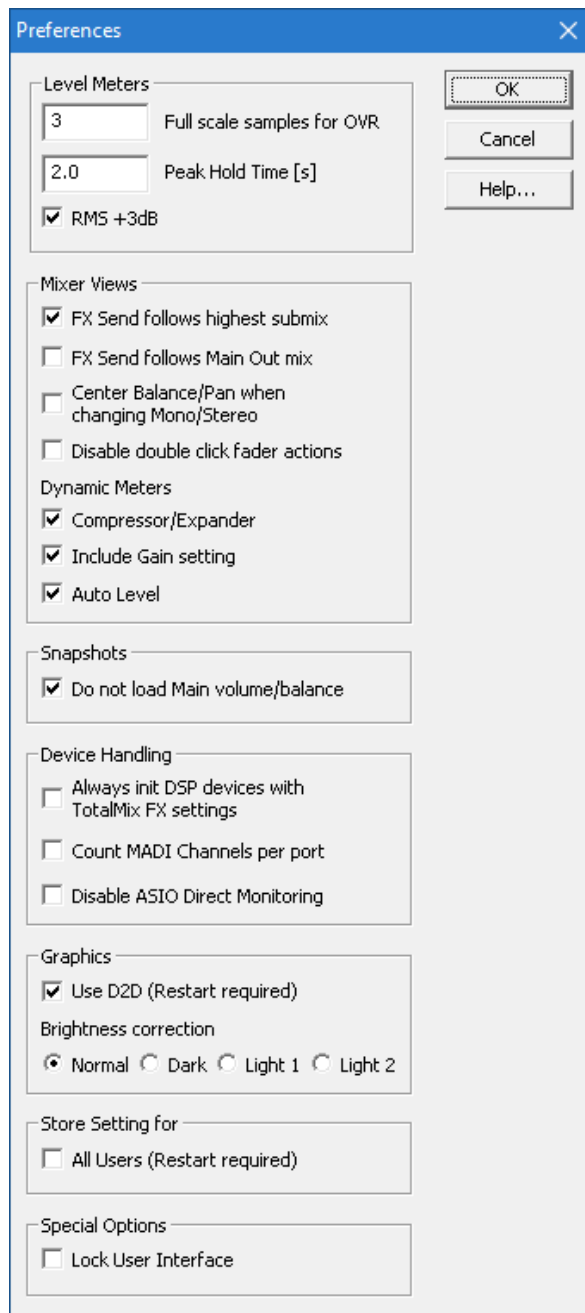 Preferences
Level Meters
3 Full scale samples for OVR
2.0 Peak Hold Time [s]
RMS +3dB
OK
Cancel
Help...
Mixer Views
FX Send follows highest submix
FX Send follows Main Out mix
Center Balance/Pan when
changing Mono/Stereo
Disable double click fader actions
Dynamic Meters
Compressor/Expander
Include Gain setting
Auto Level
Snapshots
Do not load Main volume/balance
Device Handling
Always init DSP devices with
TotalMix FX settings
Count MADI Channels per port
Disable ASIO Direct Monitoring
Graphics
Use D2D (Restart required)
Brightness correction
Normal Dark Light 1 Light 2
Store Setting for
All Users (Restart required)
Special Options
Lock User Interface